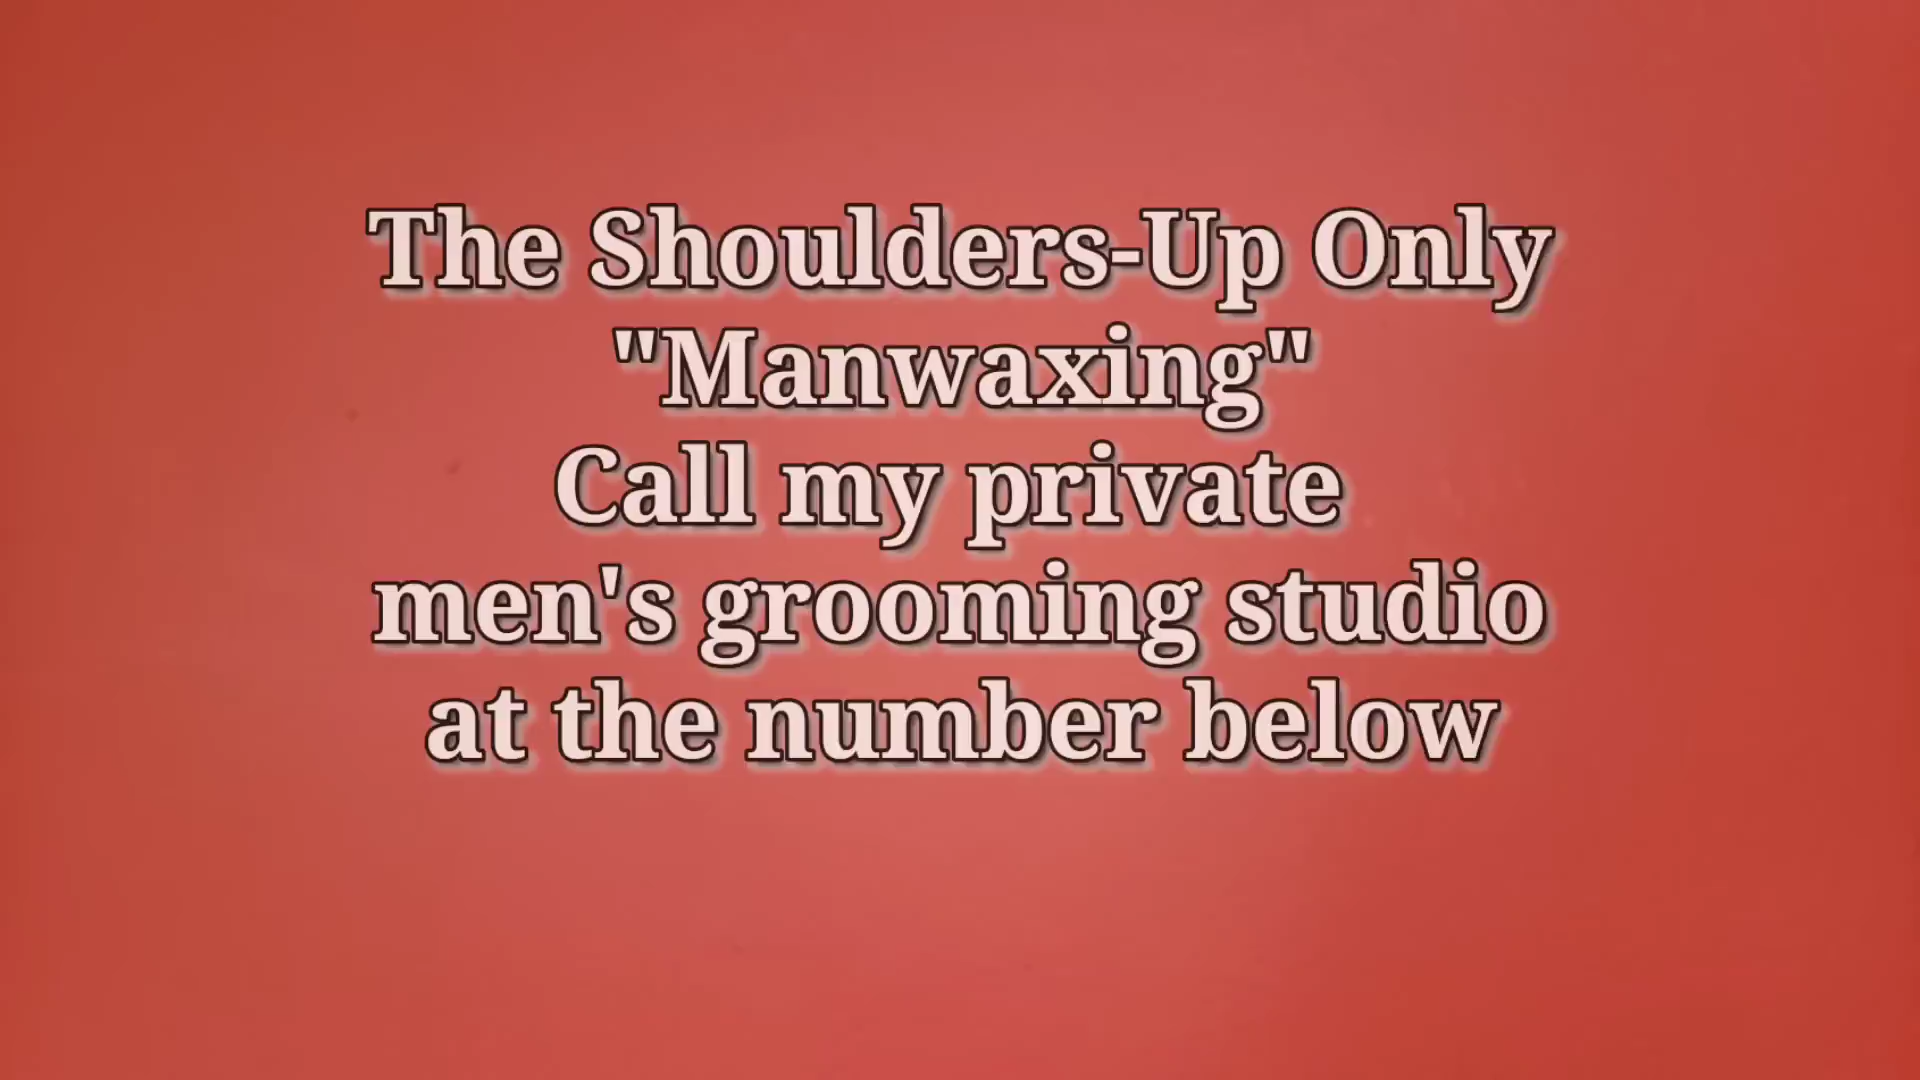 The Shoulders-Up Only
"Manwaxing"
Call my private
men's grooming studio
at the number below